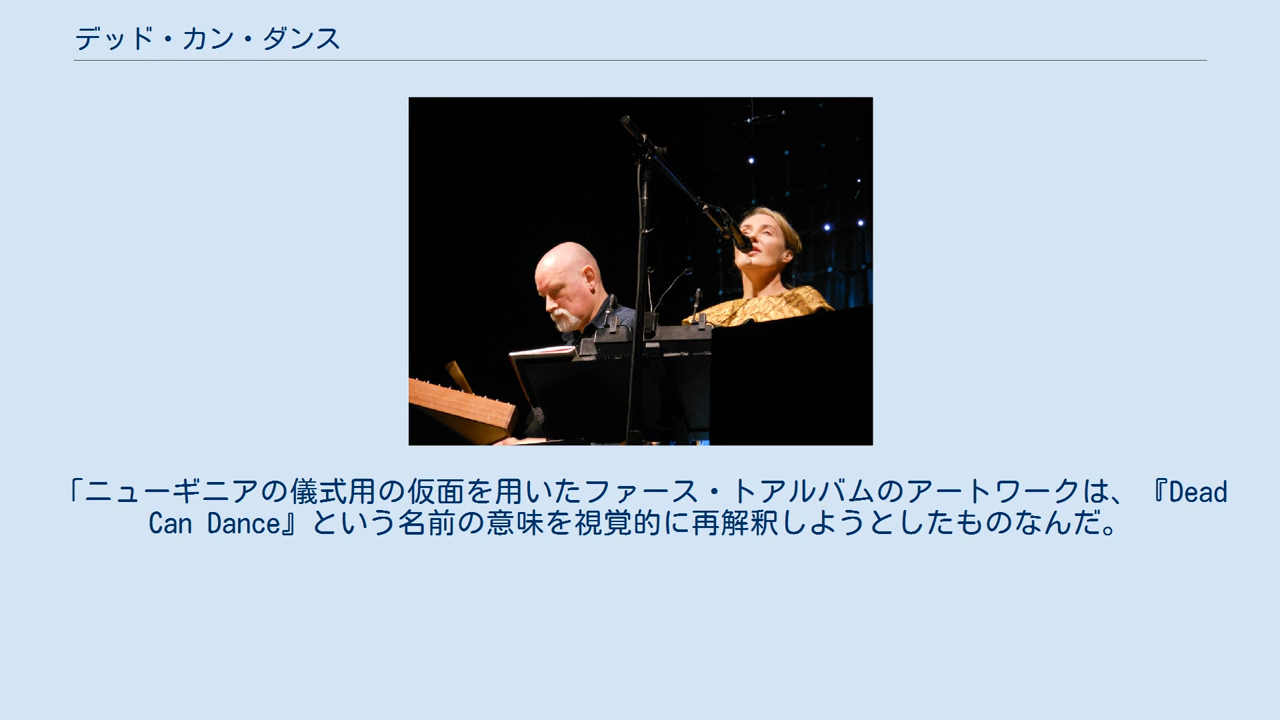 デッド・カン・ダンス
「ニューギニアの儀式用の仮面を用いたファースト・アルバムのアートワークは、『Dead
Can Dance』という名前の意味を視覚的に再解釈しようとしたものなんだ。